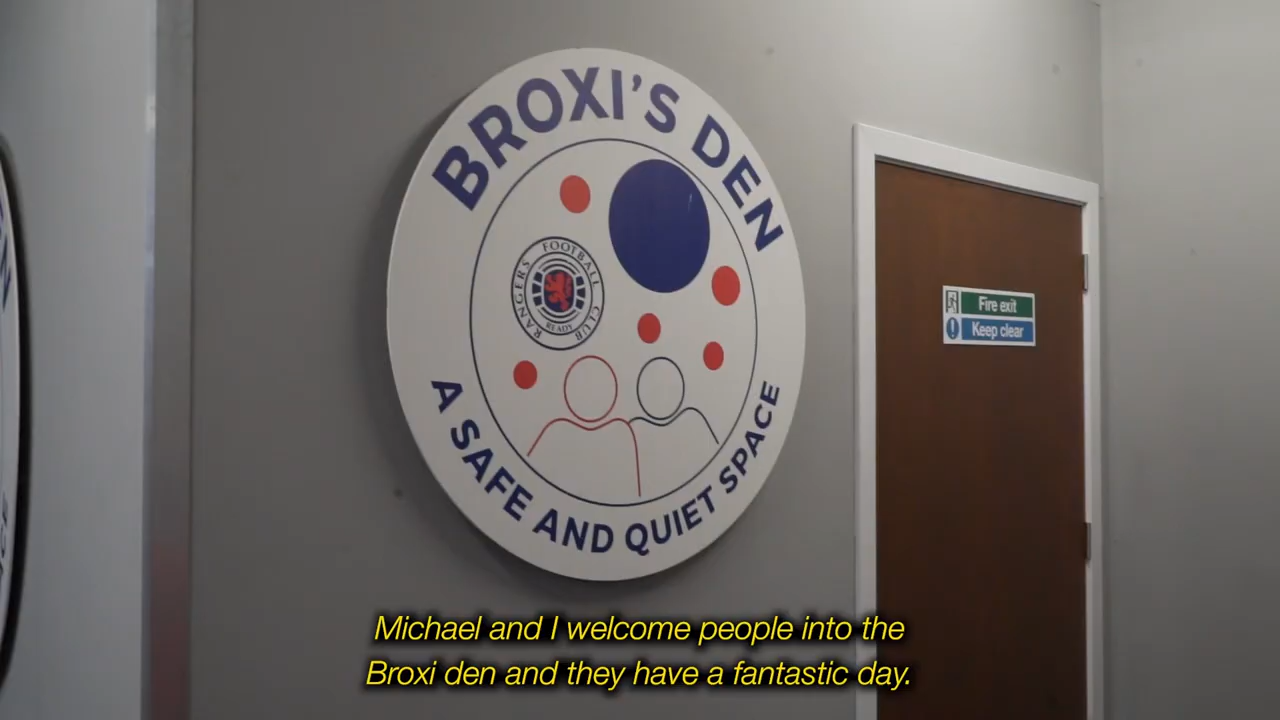 BROXI'S DEN
RANGERS FOOTBALL CLUB
READY
A SAFE AND QUIET SPACE
Fire exit
Keep clear
Michael and I welcome people into the
Broxi den and they have a fantastic day.